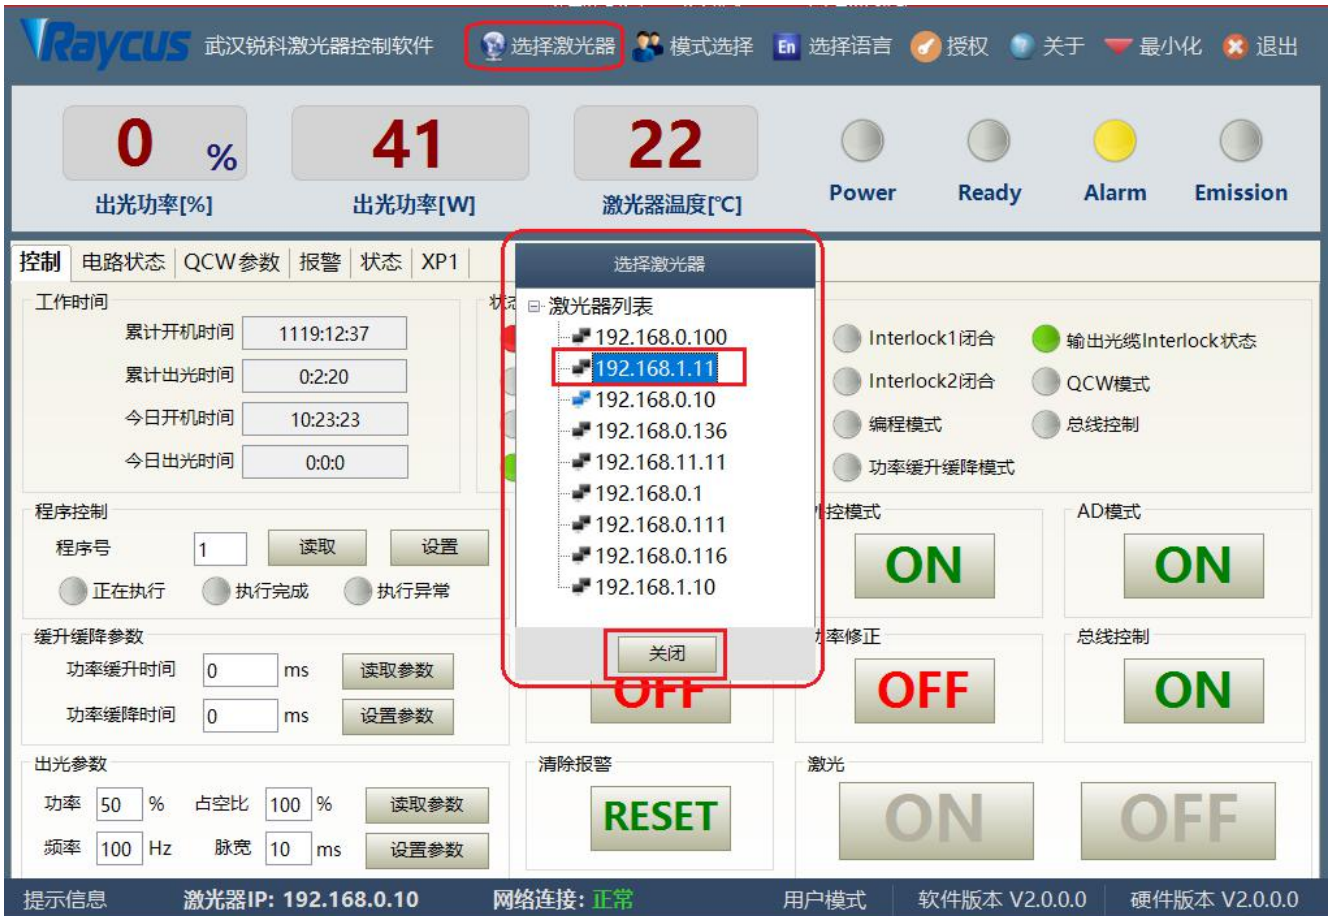 Raycus 武汉锐科激光器控制软件 选择激光器 模式选择 En 选择语言 授权 关于 最小化 退出
0 % 41 22
出光功率[%] 出光功率[W] 激光器温度[℃] Power Ready Alarm Emission
控制 电路状态 QCW参数 报警 状态 XP1
选择激光器
激光器列表
192.168.0.100
192.168.1.11
192.168.0.10
192.168.0.136
192.168.11.11
192.168.0.1
192.168.0.111
192.168.0.116
192.168.1.10
关闭
工作时间
累计开机时间 1119:12:37
累计出光时间 0:2:20
今日开机时间 10:23:23
今日出光时间 0:0:0
Interlock1闭合 输出光缆Interlock状态
Interlock2闭合 QCW模式
编程模式 总线控制
功率缓升缓降模式
程序控制
程序号 1 读取 设置
正在执行 执行完成 执行异常
控模式
ON
AD模式
ON
缓升缓降参数
功率缓升时间 0 ms 读取参数
功率缓降时间 0 ms 设置参数
OFF
率修正
OFF
总线控制
ON
出光参数
功率 50 % 占空比 100 % 读取参数
频率 100 Hz 脉宽 10 ms 设置参数
清除报警
RESET
激光
ON OFF
提示信息 激光器IP: 192.168.0.10 网络连接: 正常 用户模式 软件版本 V2.0.0.0 硬件版本 V2.0.0.0